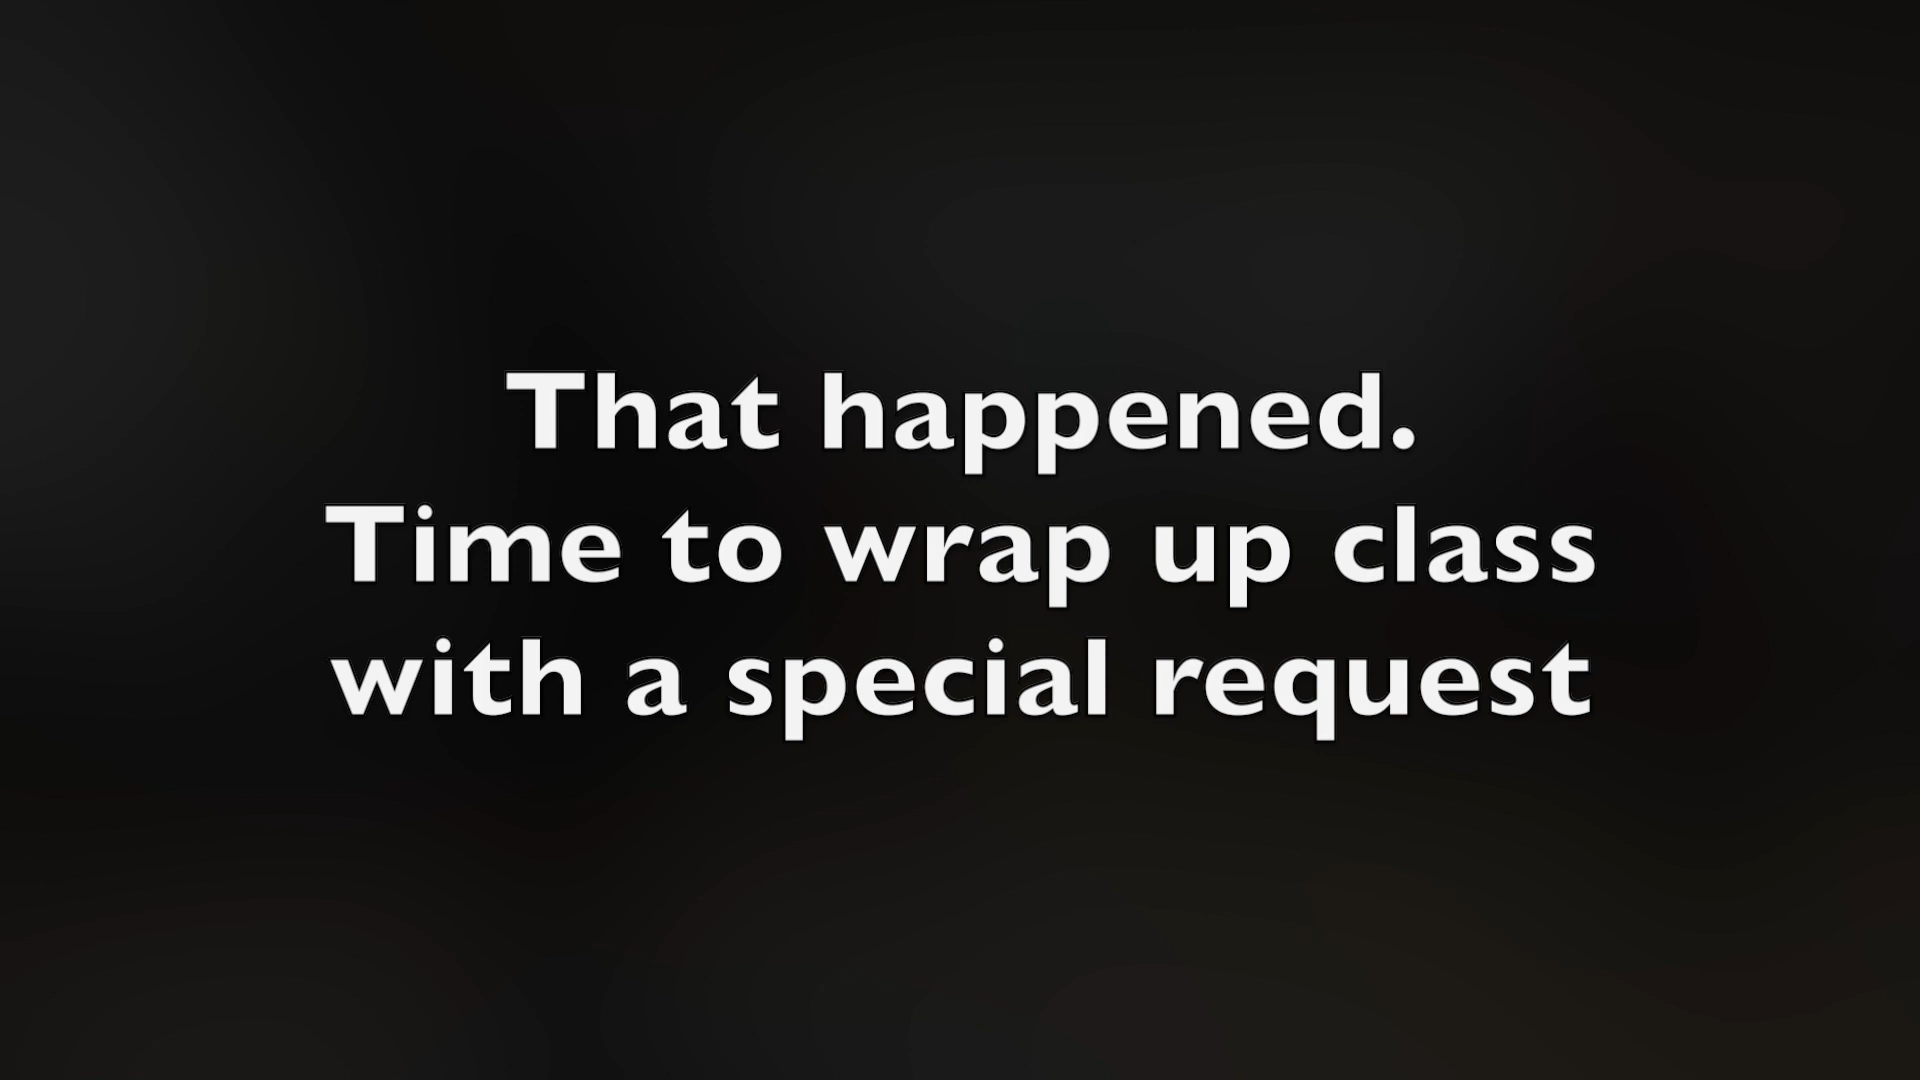 That happened.
Time to wrap up class
with a special request